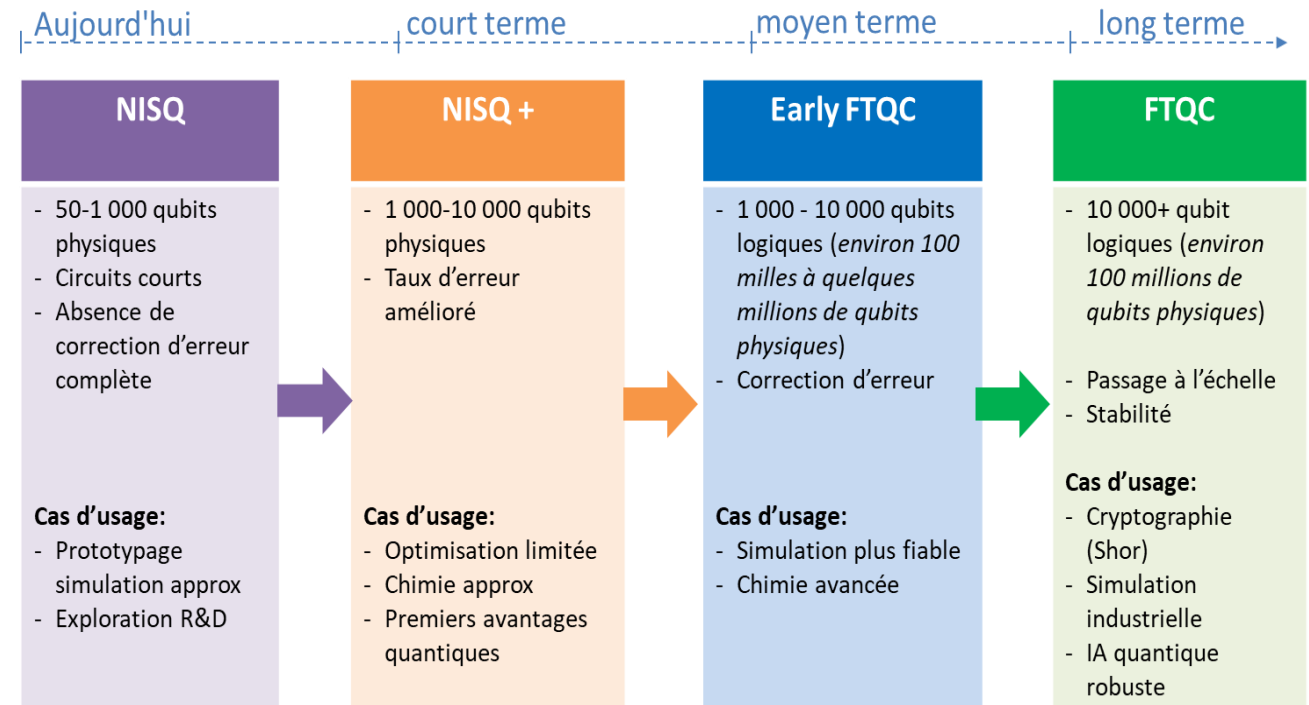 Aujourd'hui
court terme
moyen terme
long terme
NISQ
- 50-1 000 qubits
physiques
- Circuits courts
- Absence de
correction d’erreur
complète
Cas d’usage:
- Prototypage
simulation approx
- Exploration R&D
NISQ +
- 1 000-10 000 qubits
physiques
- Taux d’erreur
amélioré
Cas d’usage:
- Optimisation limitée
- Chimie approx
- Premiers avantages
quantiques
Early FTQC
- 1 000 - 10 000 qubits
logiques (environ 100
milles à quelques
millions de qubits
physiques)
- Correction d’erreur
Cas d’usage:
- Simulation plus fiable
- Chimie avancée
FTQC
- 10 000+ qubit
logiques (environ
100 millions de
qubits physiques)
- Passage à l’échelle
- Stabilité
Cas d’usage:
- Cryptographie
(Shor)
- Simulation
industrielle
- IA quantique
robuste